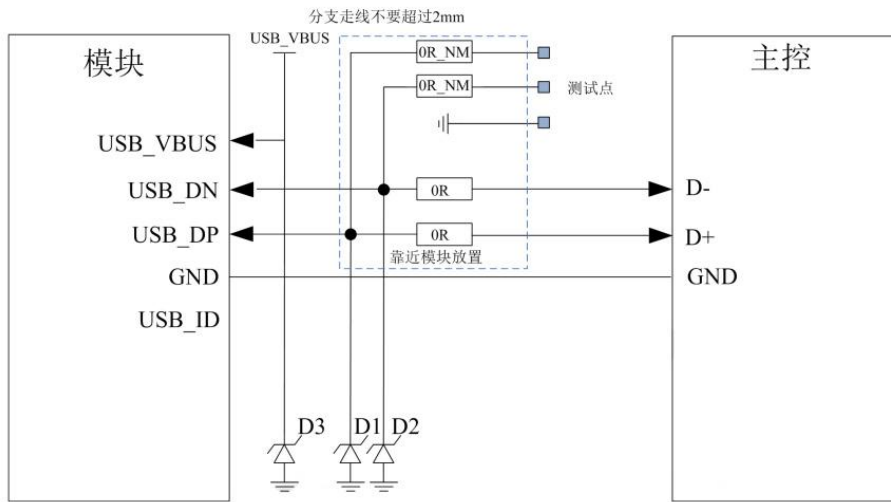 分支走线不要超过2mm
USB_VBUS
模块
主控
0R_NM
0R_NM
测试点
USB_VBUS
USB_DN
0R
D-
USB_DP
0R
D+
靠近模块放置
GND
GND
USB_ID
D3
D1
D2